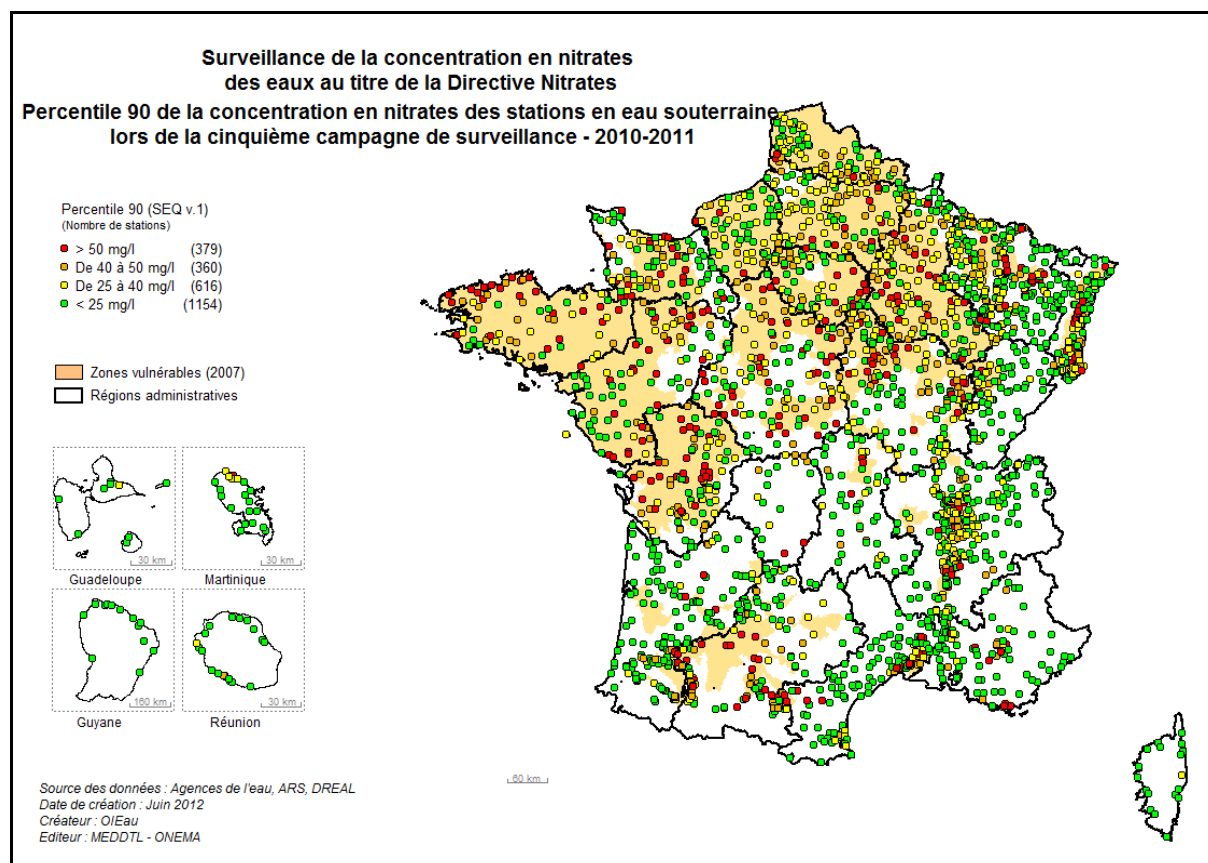 Surveillance de la concentration en nitrates
des eaux au titre de la Directive Nitrates
Percentile 90 de la concentration en nitrates des stations en eau souterraine
lors de la cinquième campagne de surveillance - 2010-2011
Percentile 90 (SEQ v.1)
(Nombre de stations)
> 50 mg/l (379)
De 40 à 50 mg/l (360)
De 25 à 40 mg/l (616)
< 25 mg/l (1154)
Zones vulnérables (2007)
Régions administratives
30 km
30 km
Guadeloupe
Martinique
160 km
30 km
Guyane
Réunion
60 km
Source des données : Agences de l'eau, ARS, DREAL
Date de création : Juin 2012
Créateur : OIEau
Editeur : MEDDTL - ONEMA